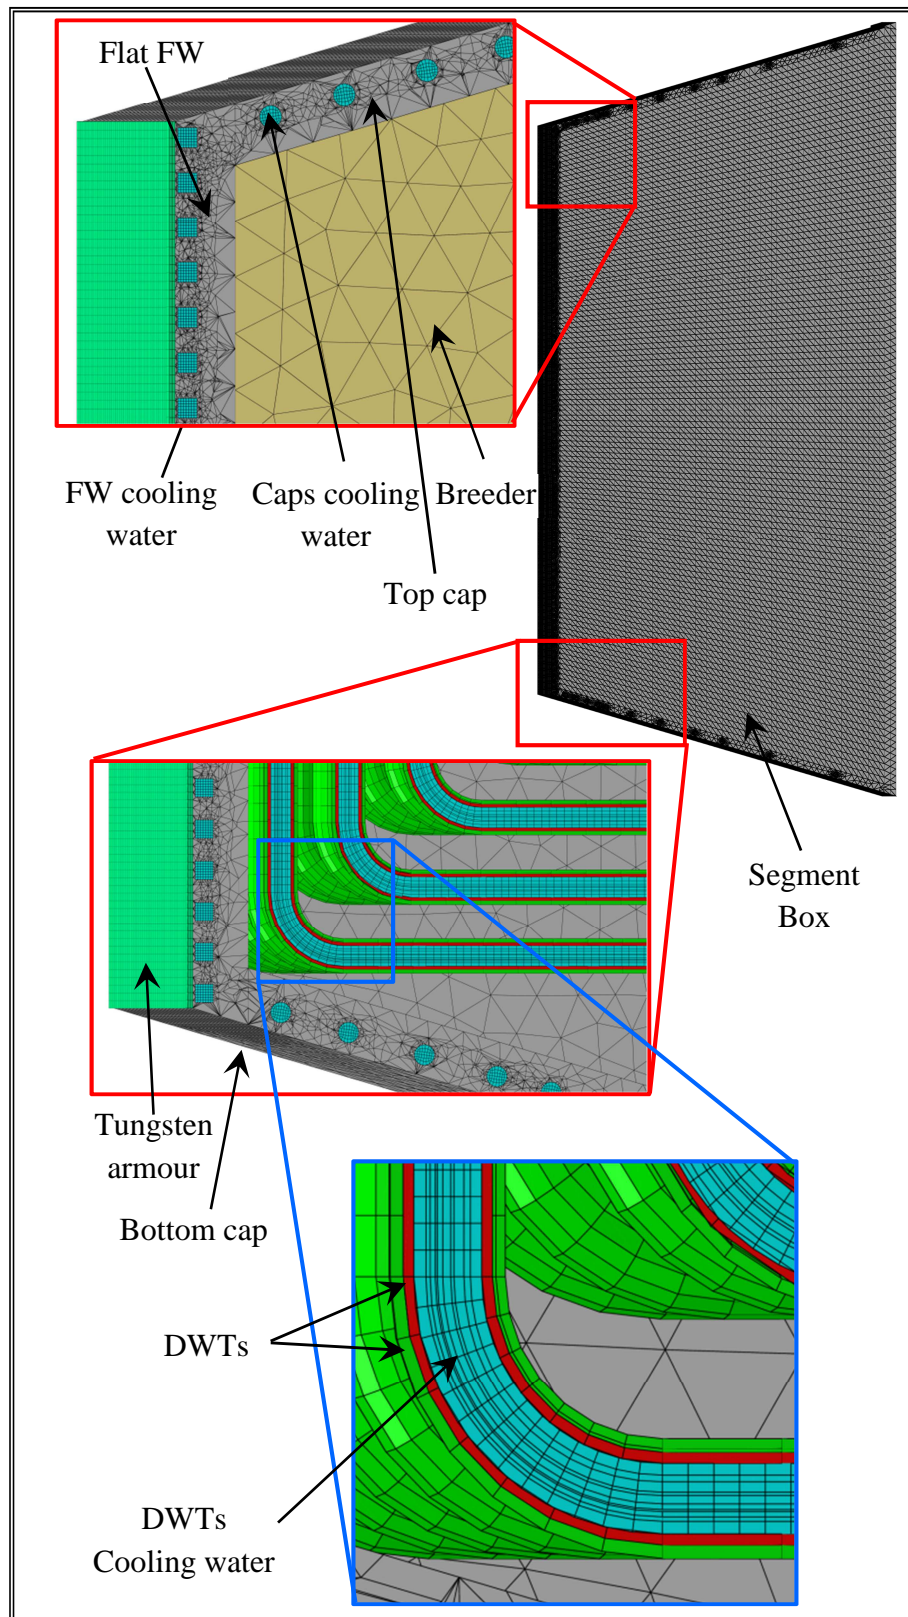 Flat FW
FW cooling
water
Caps cooling
water
Breeder
Top cap
Segment
Box
Tungsten
armour
Bottom cap
DWTs
DWTs
Cooling water